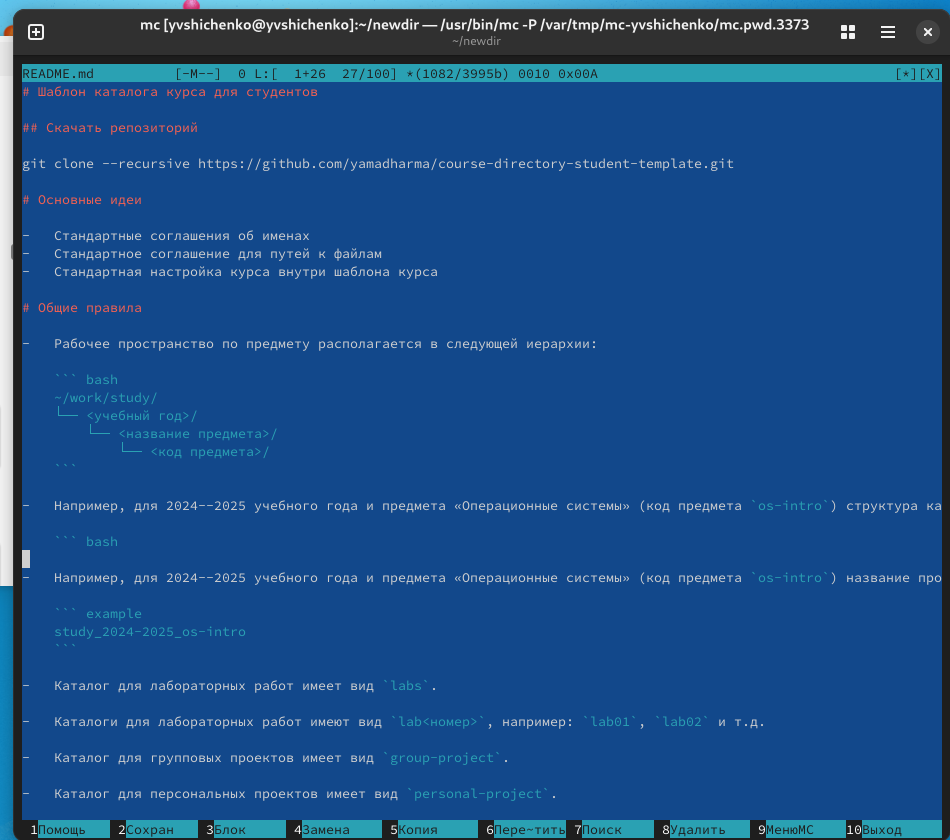 mc [yvshichenko@yvshichenko]:~/newdir — /usr/bin/mc -P /var/tmp/mc-yvshichenko/mc.pwd.3373
~/newdir
README.md          [-M--]  0 L:[  1+26  27/100] *(1082/3995b) 0010 0x00A                                     [*][X]
# Шаблон каталога курса для студентов
## Скачать репозиторий
git clone --recursive https://github.com/yamadharma/course-directory-student-template.git
# Основные идеи
-   Стандартные соглашения об именах
-   Стандартное соглашение для путей к файлам
-   Стандартная настройка курса внутри шаблона курса
# Общие правила
-   Рабочее пространство по предмету располагается в следующей иерархии:
    ``` bash
    ~/work/study/
    └── <учебный год>/
        └── <название предмета>/
            └── <код предмета>/
    ```
-   Например, для 2024--2025 учебного года и предмета «Операционные системы» (код предмета `os-intro`) структура ка
    ``` bash
-   Например, для 2024--2025 учебного года и предмета «Операционные системы» (код предмета `os-intro`) название про
    ``` example
    study_2024-2025_os-intro
    ```
-   Каталог для лабораторных работ имеет вид `labs`.
-   Каталоги для лабораторных работ имеют вид `lab<номер>`, например: `lab01`, `lab02` и т.д.
-   Каталог для групповых проектов имеет вид `group-project`.
-   Каталог для персональных проектов имеет вид `personal-project`.
1Помощь 2Сохран 3Блок 4Замена 5Копия 6Пере~тить 7Поиск 8Удалить 9МенюMC 10Выход